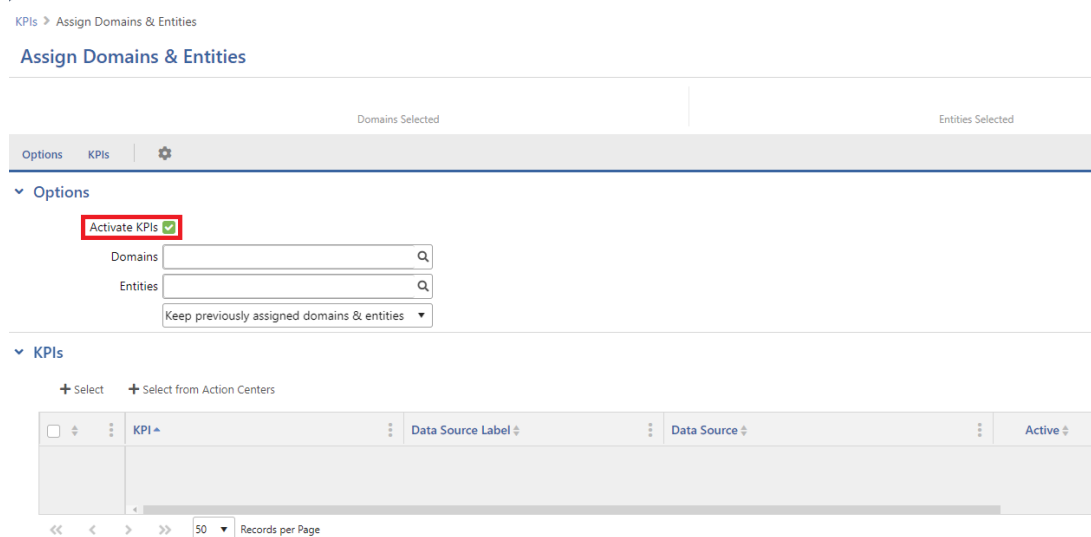 KPIs > Assign Domains & Entities
Assign Domains & Entities
Domains Selected
Entities Selected
Options KPIs
Options
Activate KPIs
Domains
Entities
Keep previously assigned domains & entities
KPIs
+ Select + Select from Action Centers
KPI Data Source Label Data Source Active
50 Records per Page